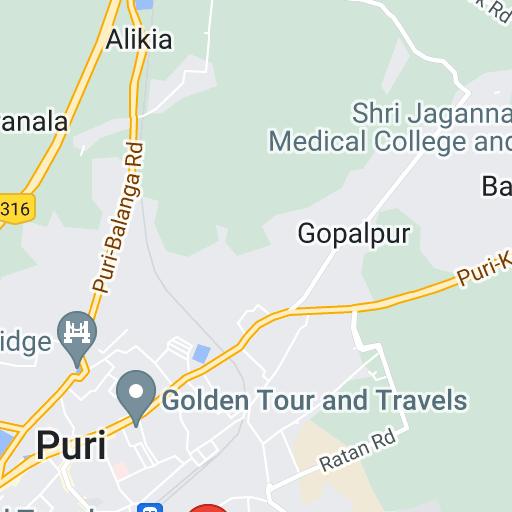 Alikia
Shri Jaganna
Medical College and
anala
316
Ba
Puri-Balanga Rd
Gopalpur
Puri-K
idge
Golden Tour and Travels
Puri
Ratan Rd
k Rd